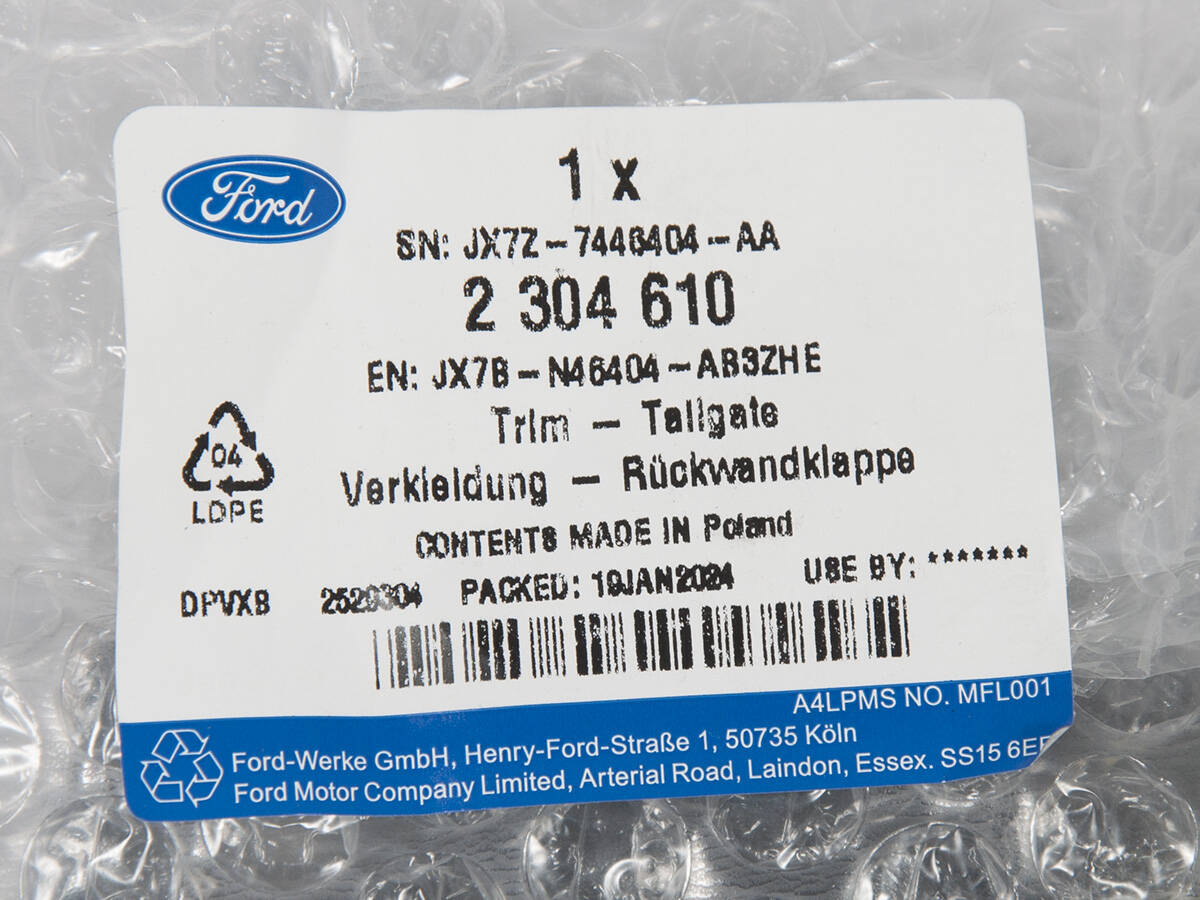 Ford
1 x
SN: JX7Z-7446404-AA
2 304 610
EN: JX7B-N46404-AB3ZHE
Trim - Tailgate
Verkleidung - Rückwandklappe
04
LDPE
CONTENTS MADE IN Poland
DPVXB 2529304 PACKED: 19JAN2024 USE BY: *******
A4LPMS NO. MFL001
Ford-Werke GmbH, Henry-Ford-Straße 1, 50735 Köln
Ford Motor Company Limited, Arterial Road, Laindon, Essex. SS15